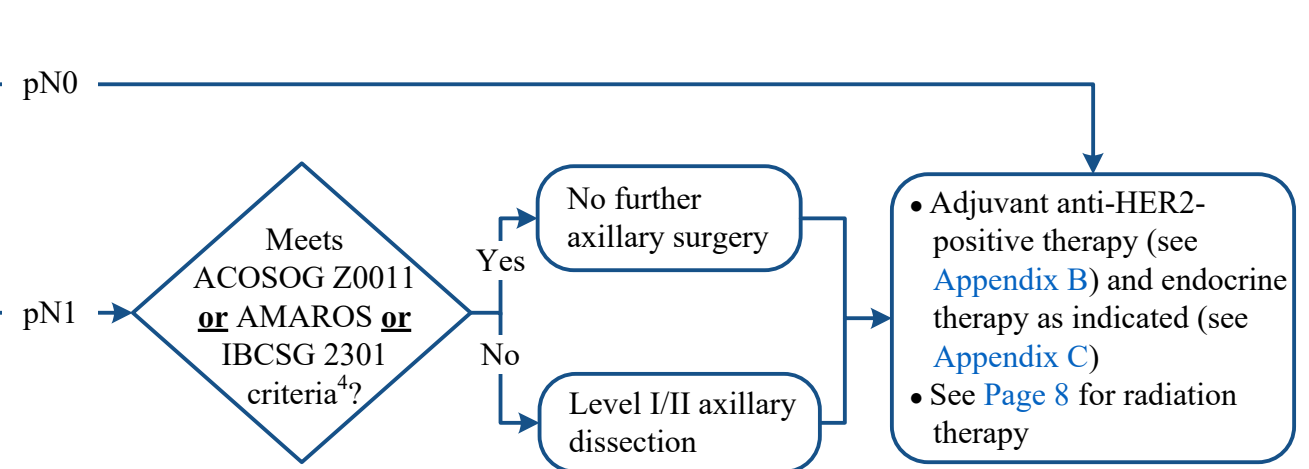 pN0
pN1
Meets
ACOSOG Z0011
or AMAROS or
IBCSG 2301
criteria4?
Yes
No
No further
axillary surgery
Level I/II axillary
dissection
● Adjuvant anti-HER2-
positive therapy (see
Appendix B) and endocrine
therapy as indicated (see
Appendix C)
● See Page 8 for radiation
therapy